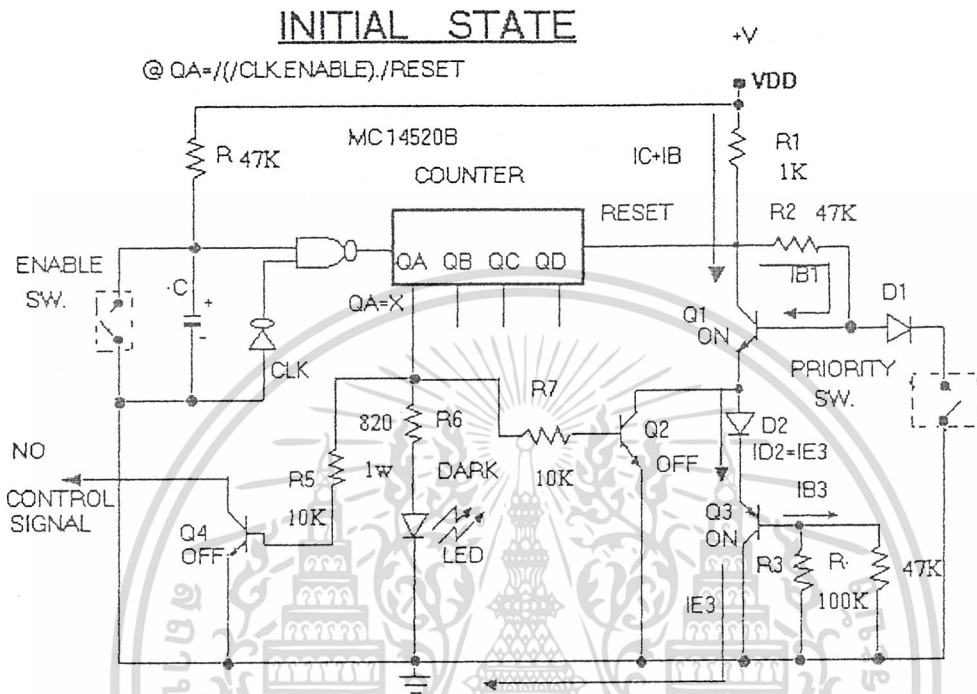 INITIAL STATE
@ QA=/(/CLK.ENABLE)./RESET
+V
VDD
R 47K
MC14520B
COUNTER
IC+IB
R1
1K
RESET
R2 47K
ENABLE
SW.
C
+
-
QA QB QC QD
QA=X
IB1
D1
Q1
ON
PRIORITY
SW.
CLK
R7
10K
820
R6
1W
DARK
LED
Q2
OFF
D2
ID2=IE3
IB3
NO
CONTROL
SIGNAL
R5
10K
Q4
OFF
Q3
ON
R3
100K
R
47K
IE3